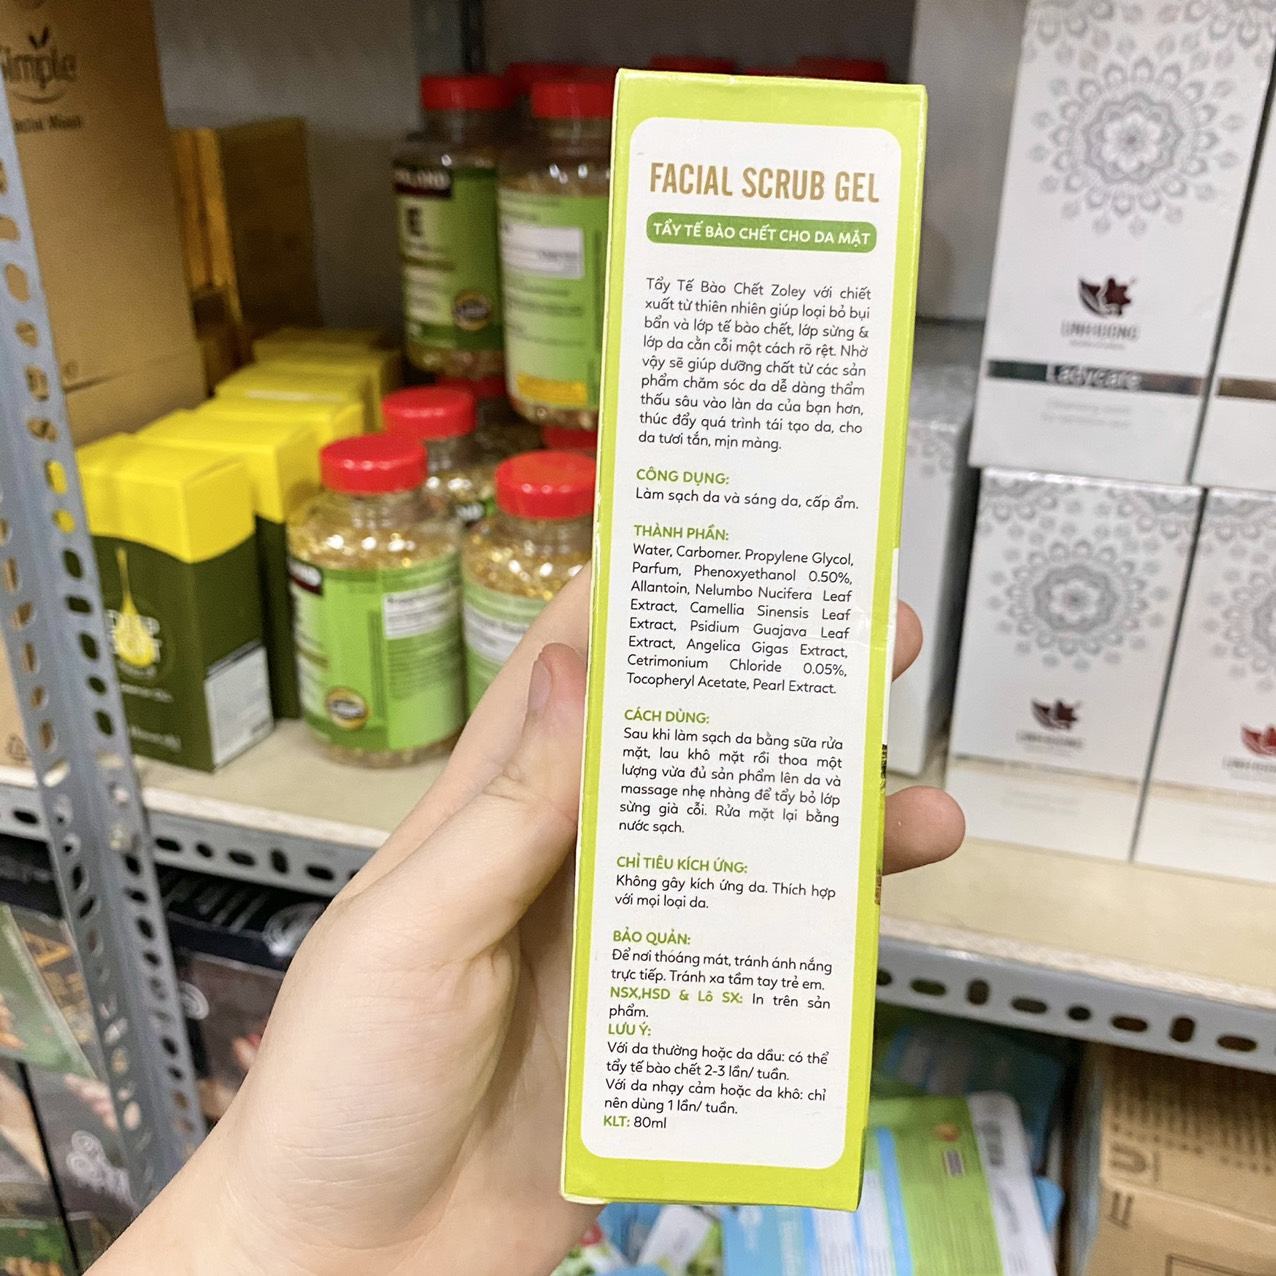 FACIAL SCRUB GEL
TẨY TẾ BÀO CHẾT CHO DA MẶT
Tẩy Tế Bào Chết Zoley với chiết
xuất từ thiên nhiên giúp loại bỏ bụi
bẩn và lớp tế bào chết, lớp sừng &
lớp da cằn cỗi một cách rõ rệt. Nhờ
vậy sẽ giúp dưỡng chất từ các sản
phẩm chăm sóc da dễ dàng thẩm
thấu sâu vào làn da của bạn hơn,
thúc đẩy quá trình tái tạo da, cho
da tươi tắn, mịn màng.
CÔNG DỤNG:
Làm sạch da và sáng da, cấp ẩm.
THÀNH PHẦN:
Water, Carbomer. Propylene Glycol,
Parfum, Phenoxyethanol 0.50%,
Allantoin, Nelumbo Nucifera Leaf
Extract, Camellia Sinensis Leaf
Extract, Psidium Guajava Leaf
Extract, Angelica Gigas Extract,
Cetrimonium Chloride 0.05%,
Tocopheryl Acetate, Pearl Extract.
CÁCH DÙNG:
Sau khi làm sạch da bằng sữa rửa
mặt, lau khô mặt rồi thoa một
lượng vừa đủ sản phẩm lên da và
massage nhẹ nhàng để tẩy bỏ lớp
sừng già cỗi. Rửa mặt lại bằng
nước sạch.
CHỈ TIÊU KÍCH ỨNG:
Không gây kích ứng da. Thích hợp
với mọi loại da.
BẢO QUẢN:
Để nơi thoáng mát, tránh ánh nắng
trực tiếp. Tránh xa tầm tay trẻ em.
NSX,HSD & Lô SX: In trên sản
phẩm.
LƯU Ý:
Với da thường hoặc da dầu: có thể
tẩy tế bào chết 2-3 lần/ tuần.
Với da nhạy cảm hoặc da khô: chỉ
nên dùng 1 lần/ tuần.
KLT: 80ml
Simple
E
LINH HUONG
Ladycare